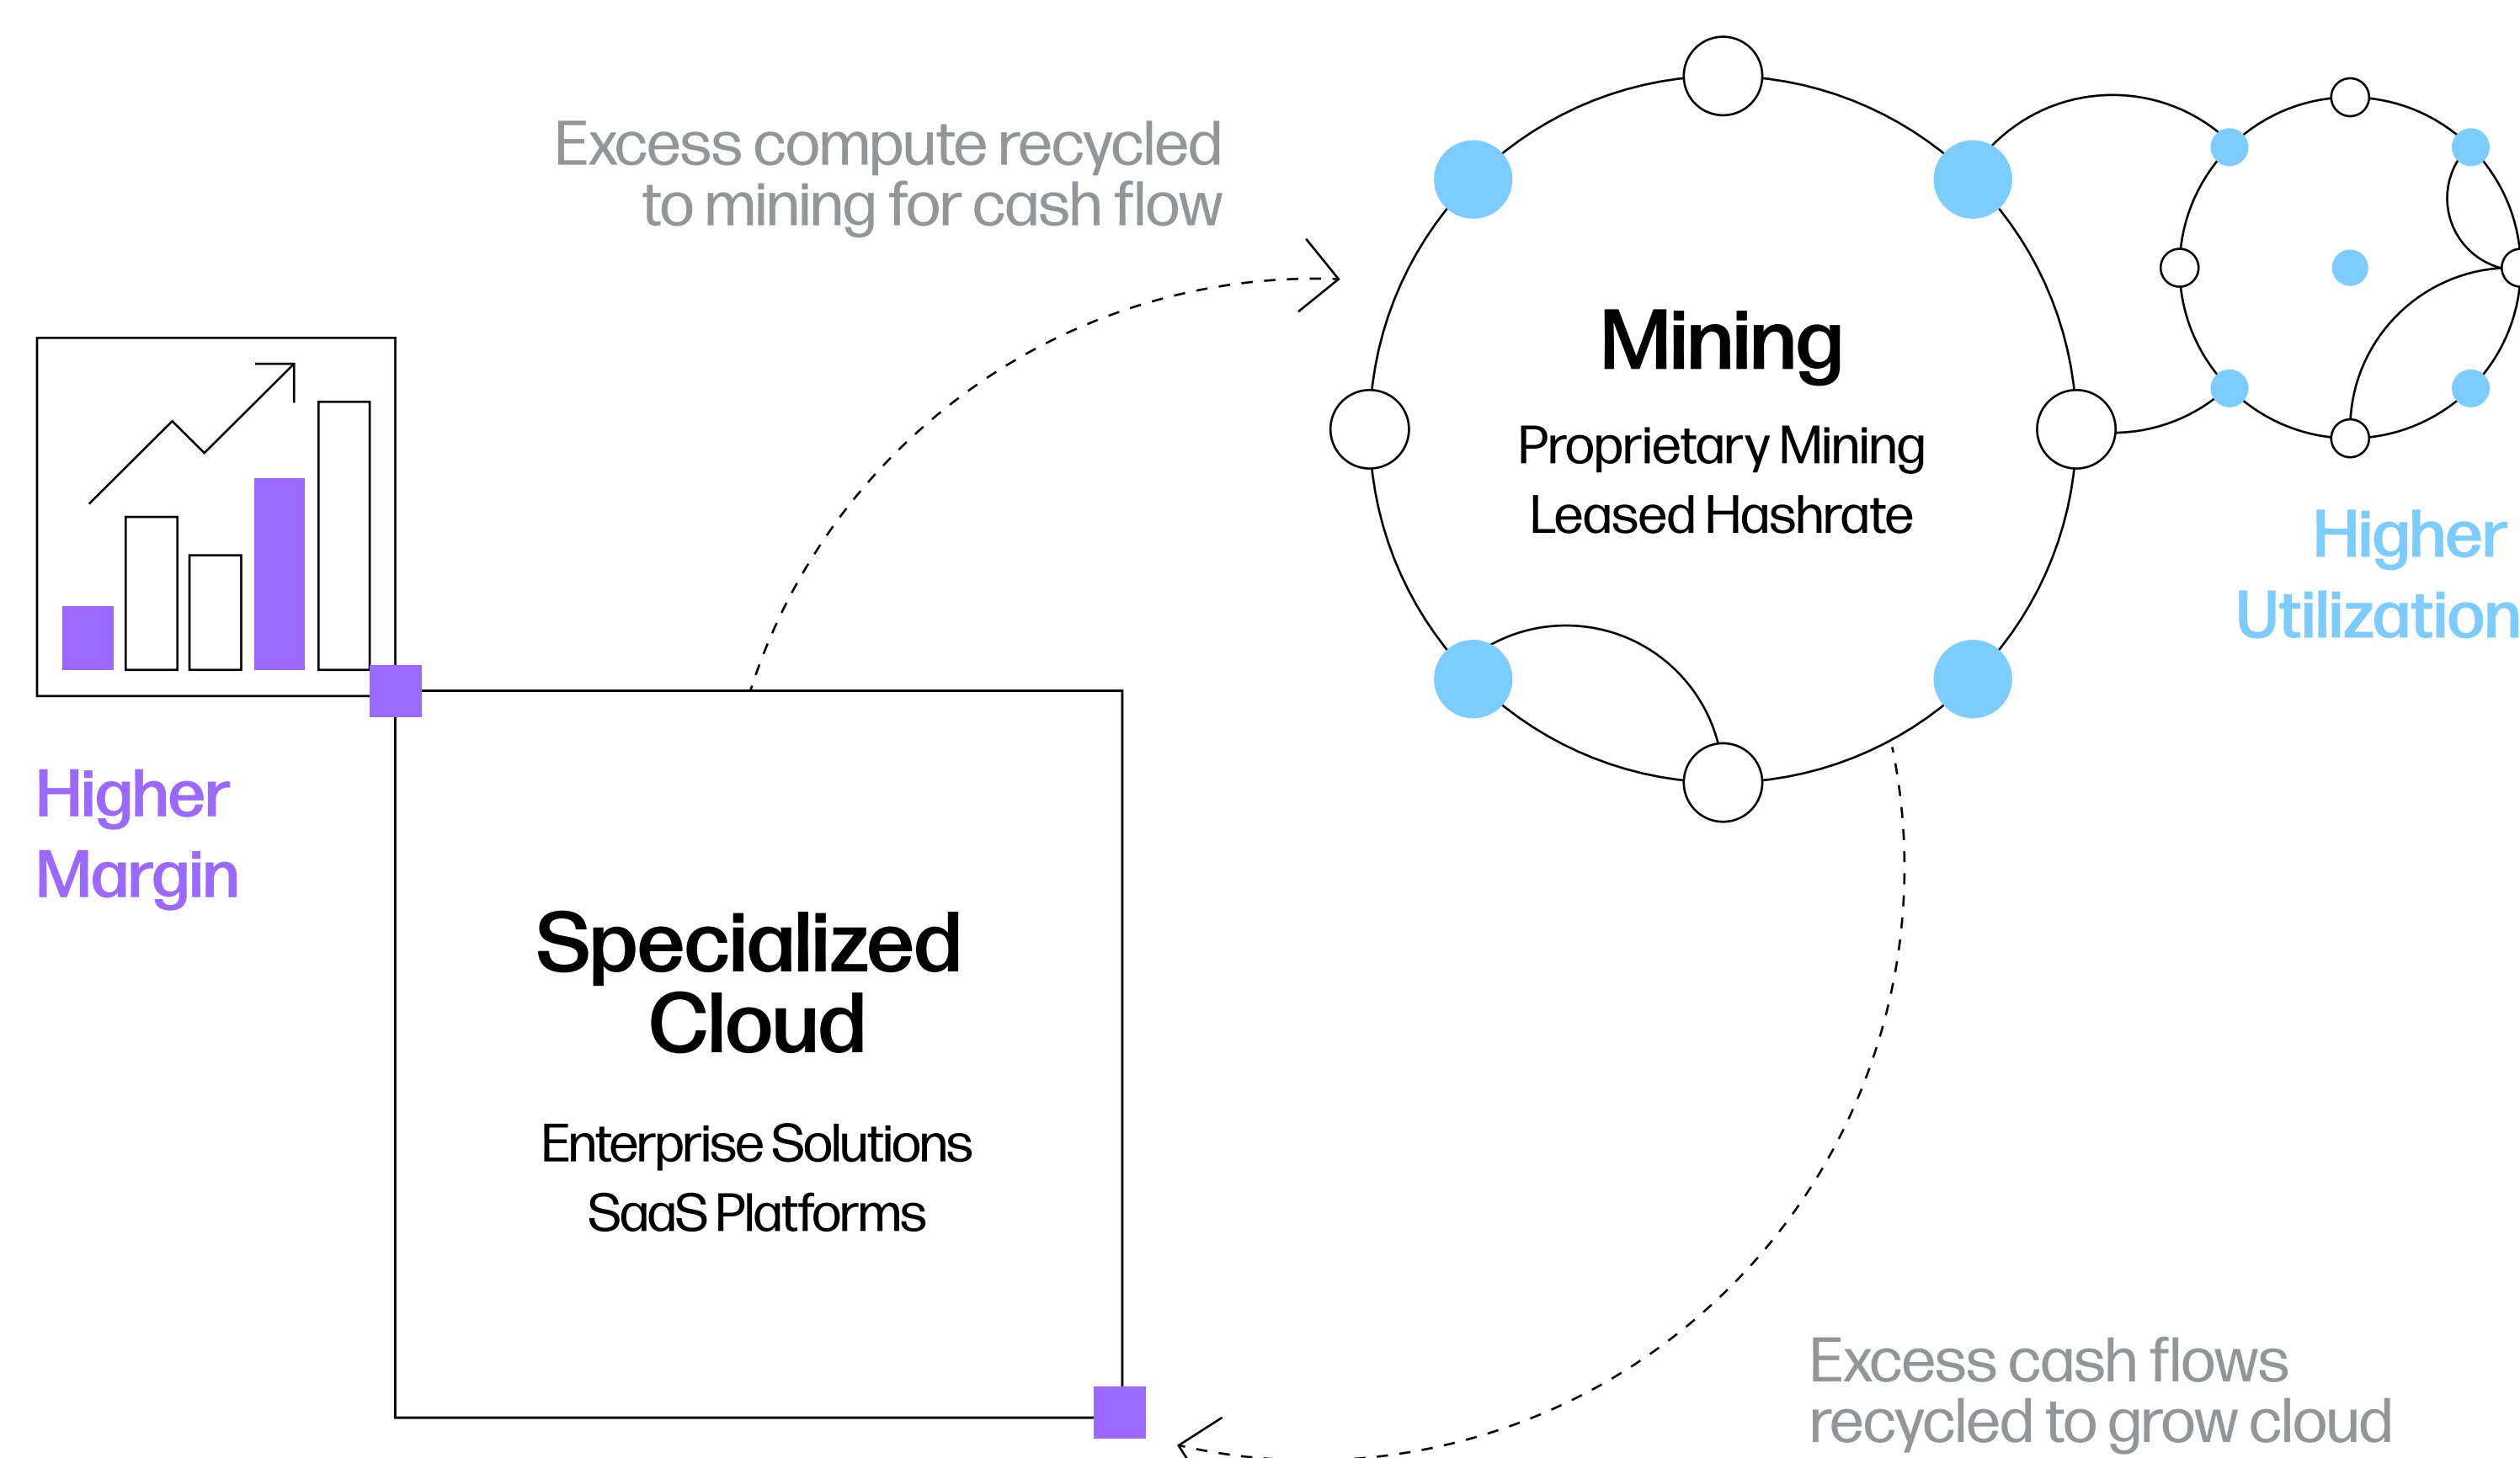 Excess compute recycled
to mining for cash flow
Mining
Proprietary Mining
Leased Hashrate
Higher
Utilization
Higher
Margin
Specialized
Cloud
Enterprise Solutions
SaaS Platforms
Excess cash flows
recycled to grow cloud